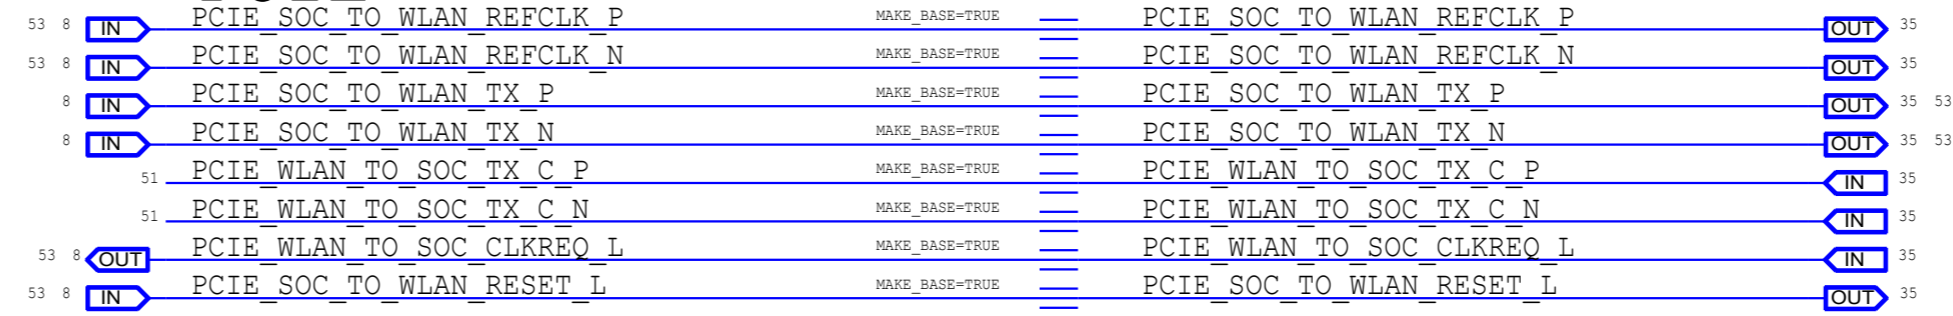 53 8 IN PCIE_SOC_TO_WLAN_REFCLK_P MAKE_BASE=TRUE PCIE_SOC_TO_WLAN_REFCLK_P OUT 35
53 8 IN PCIE_SOC_TO_WLAN_REFCLK_N MAKE_BASE=TRUE PCIE_SOC_TO_WLAN_REFCLK_N OUT 35
8 IN PCIE_SOC_TO_WLAN_TX_P MAKE_BASE=TRUE PCIE_SOC_TO_WLAN_TX_P OUT 35 53
8 IN PCIE_SOC_TO_WLAN_TX_N MAKE_BASE=TRUE PCIE_SOC_TO_WLAN_TX_N OUT 35 53
51 PCIE_WLAN_TO_SOC_TX_C_P MAKE_BASE=TRUE PCIE_WLAN_TO_SOC_TX_C_P IN 35
51 PCIE_WLAN_TO_SOC_TX_C_N MAKE_BASE=TRUE PCIE_WLAN_TO_SOC_TX_C_N IN 35
53 8 OUT PCIE_WLAN_TO_SOC_CLKREQ_L MAKE_BASE=TRUE PCIE_WLAN_TO_SOC_CLKREQ_L IN 35
53 8 IN PCIE_SOC_TO_WLAN_RESET_L MAKE_BASE=TRUE PCIE_SOC_TO_WLAN_RESET_L OUT 35